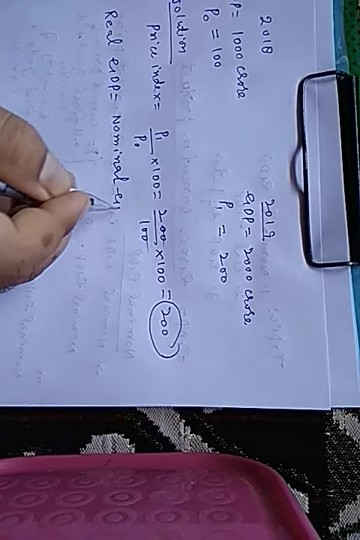 2018
2019
P = 1000 crore
GDP = 2000 crore
P₀ = 100
P₁ = 200
Solution
Price index = P₁/P₀ × 100 = 200/100 × 100 = 200
Real GDP = Nominal G